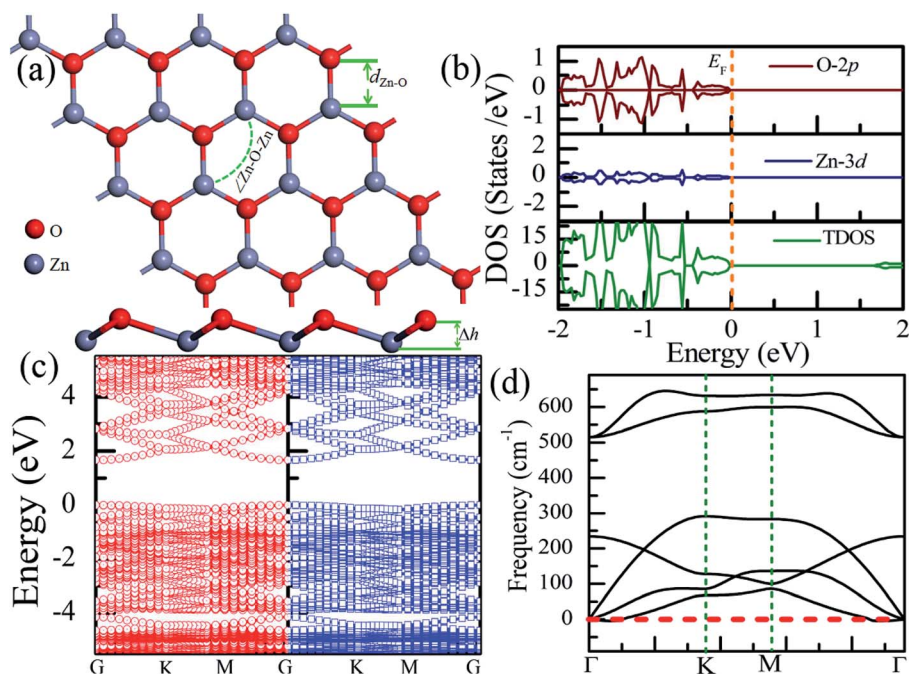 (a)
d Zn-O
∠Zn-O-Zn
O
Zn
Δh
(b)
DOS (States /eV)
1
0
-1
2
0
-2
15
0
-15
E F
O-2p
Zn-3d
TDOS
-2 -1 0 1 2
Energy (eV)
(c)
Energy (eV)
4
2
0
-2
-4
G K M G K M G
(d)
Frequency (cm⁻¹)
600
500
400
300
200
100
0
Γ K M Γ